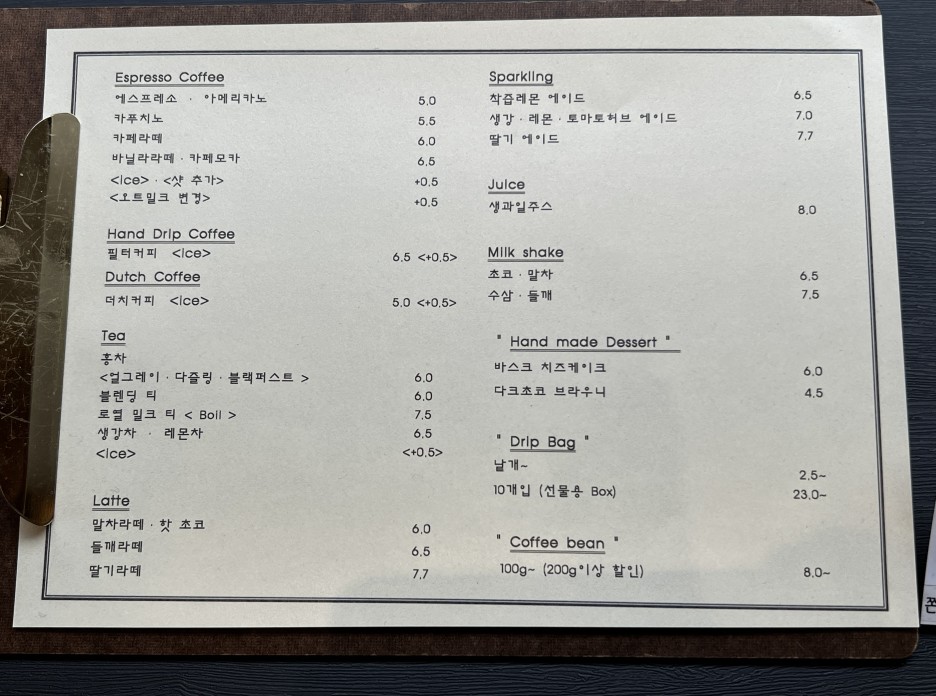 Espresso Coffee
에스프레소 · 아메리카노 5.0
카푸치노 5.5
카페라떼 6.0
바닐라라떼 · 카페모카 6.5
<ice> · <샷 추가> +0.5
<오트밀크 변경> +0.5
Hand Drip Coffee
필터커피 <ice> 6.5 <+0.5>
Dutch Coffee
더치커피 <ice> 5.0 <+0.5>
Tea
홍차
<얼그레이 · 다즐링 · 블랙퍼스트 > 6.0
블렌딩 티 6.0
로열 밀크 티 < Boil > 7.5
생강차 · 레몬차 6.5
<ice> <+0.5>
Latte
말차라떼 · 핫 초코 6.0
들깨라떼 6.5
딸기라떼 7.7
Sparkling
착즙레몬 에이드 6.5
생강 · 레몬 · 토마토허브 에이드 7.0
딸기 에이드 7.7
Juice
생과일주스 8.0
Milk shake
초코 · 말차 6.5
수삼 · 들깨 7.5
" Hand made Dessert "
바스크 치즈케이크 6.0
다크초코 브라우니 4.5
" Drip Bag "
낱개~ 2.5~
10개입 (선물용 Box) 23.0~
" Coffee bean "
100g~ (200g이상 할인) 8.0~